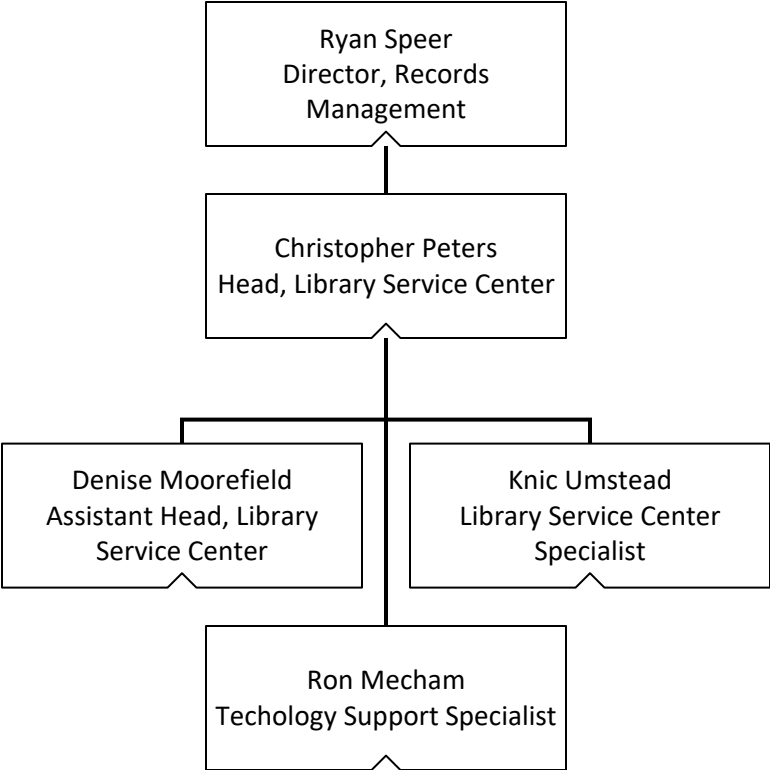 Ryan Speer
Director, Records
Management
Christopher Peters
Head, Library Service Center
Denise Moorefield
Assistant Head, Library
Service Center
Knic Umstead
Library Service Center
Specialist
Ron Mecham
Techology Support Specialist